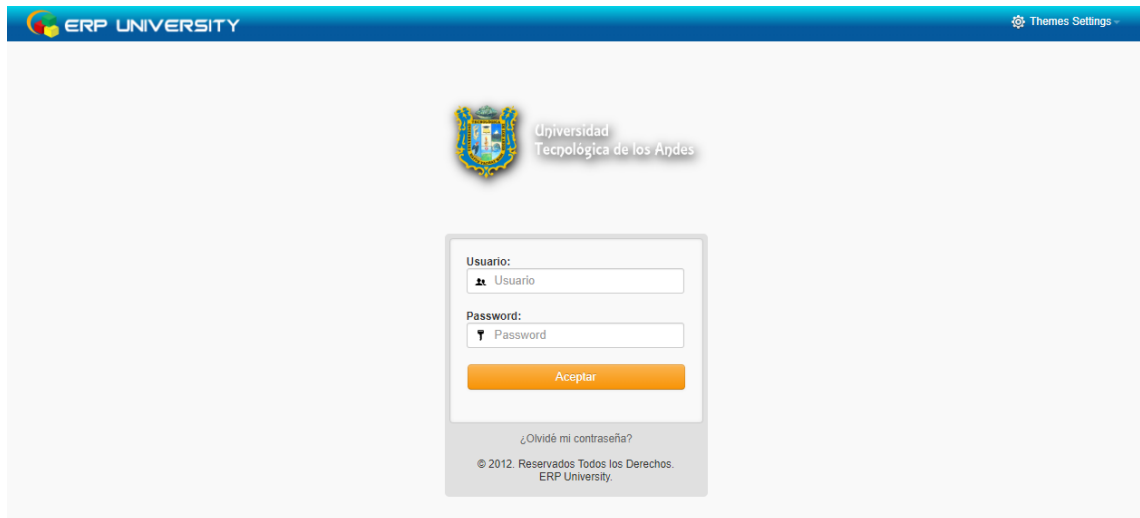 ERP UNIVERSITY
Themes Settings
Universidad
Tecnológica de los Andes
Usuario:
Usuario
Password:
Password
Aceptar
¿Olvidé mi contraseña?
© 2012. Reservados Todos los Derechos.
ERP University.